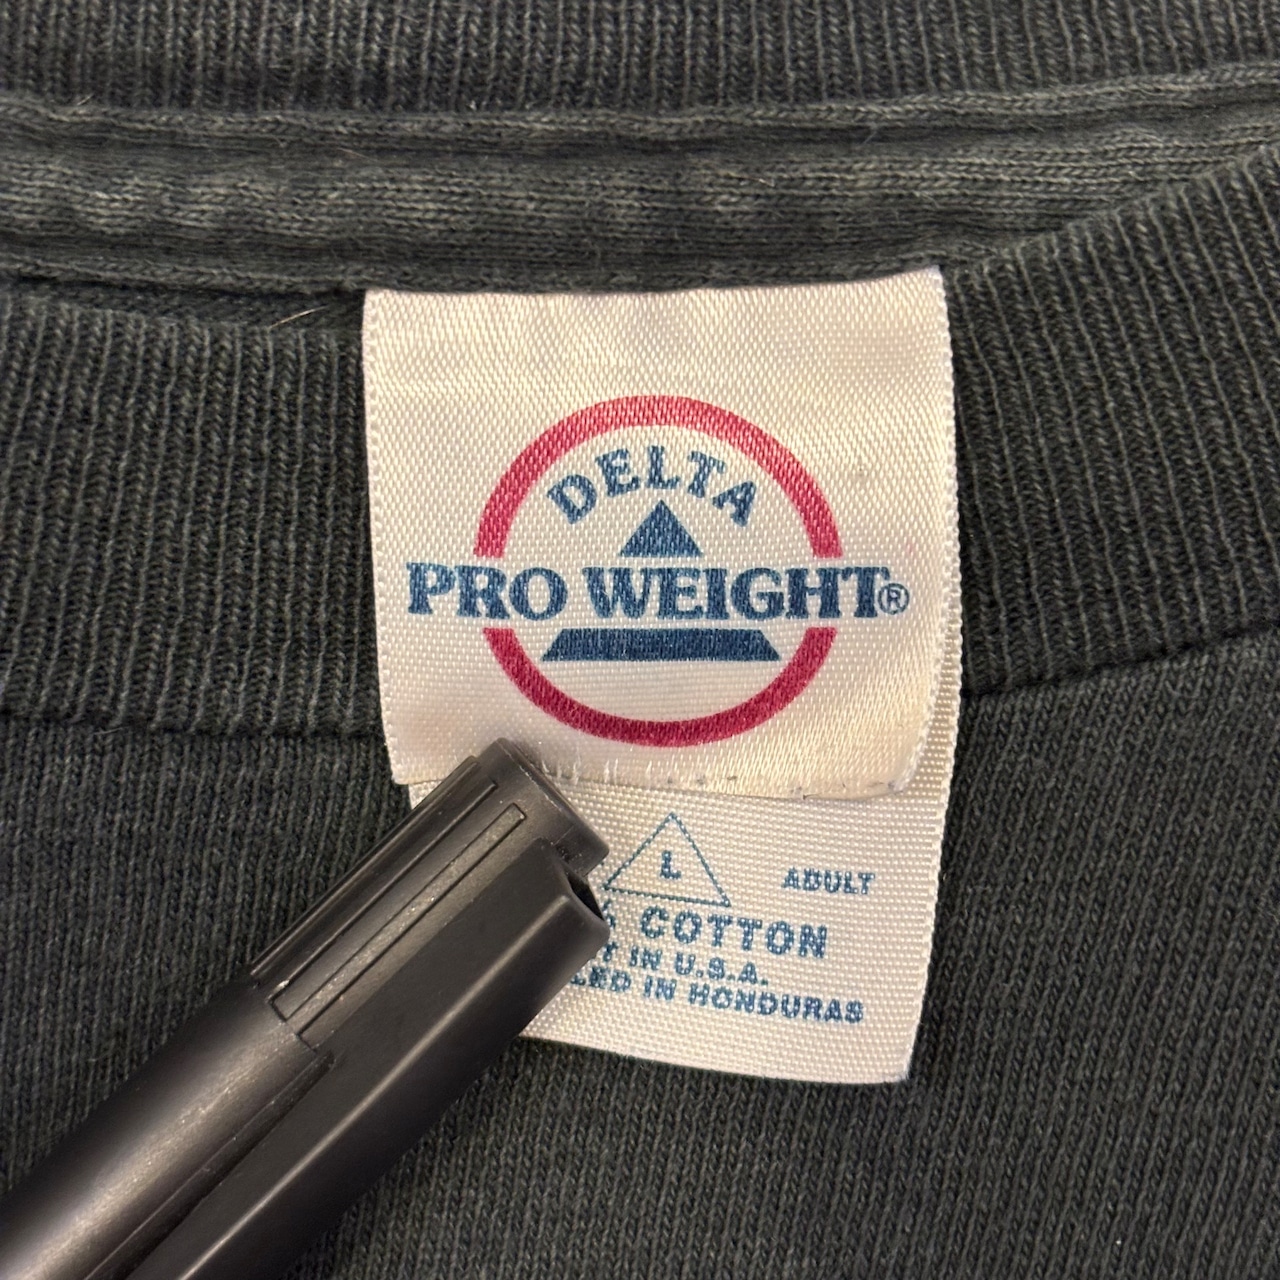 DELTA
PRO WEIGHT®
L
ADULT
COTTON
IN U.S.A.
IN HONDURAS